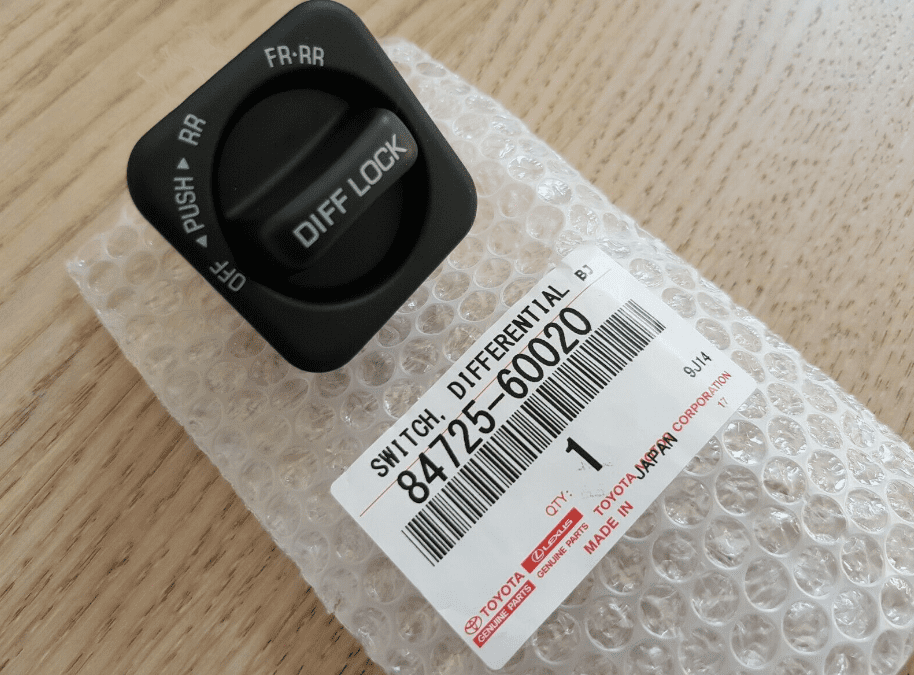 FR·RR
RR
◀PUSH▶
OFF
DIFF LOCK
SWITCH, DIFFERENTIAL BJ
84725-60020
9J14
QTY: 1
17
TOYOTA LEXUS TOYOTA MOTOR CORPORATION
GENUINE PARTS GENUINE PARTS MADE IN JAPAN